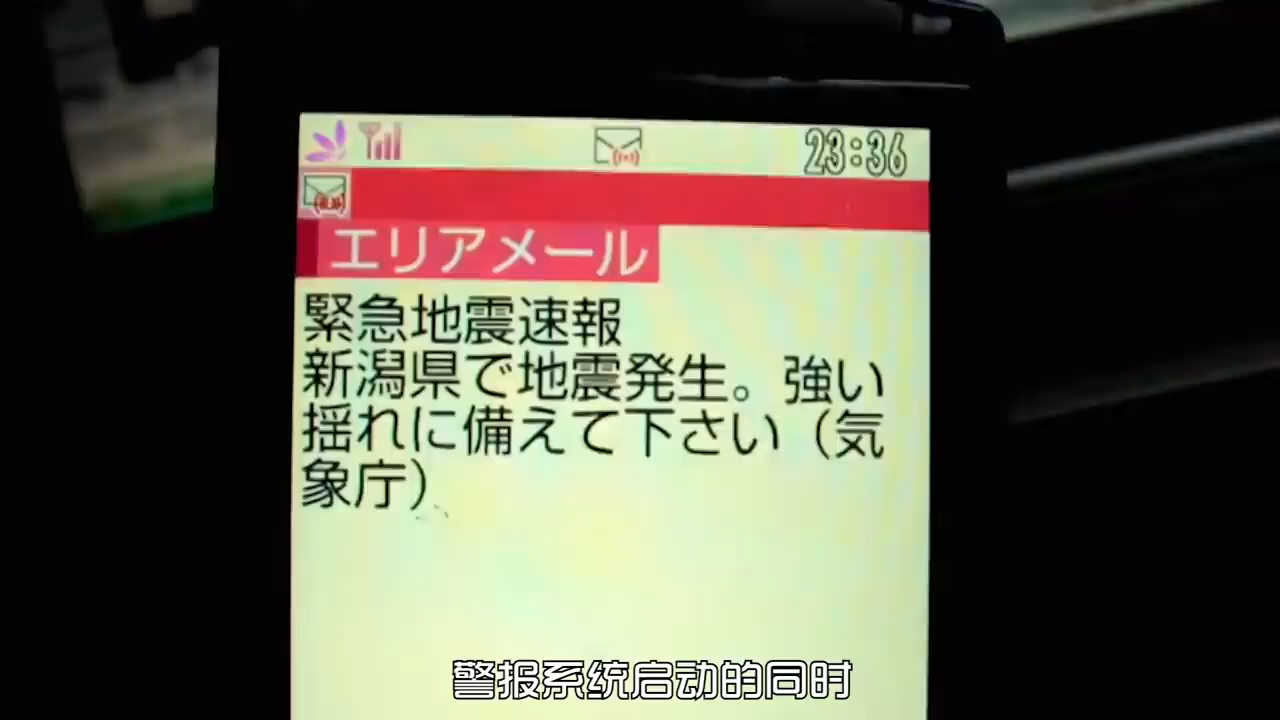 23:36
エリアメール
緊急地震速報
新潟県で地震発生。強い
揺れに備えて下さい(気
象庁)
警报系统启动的同时